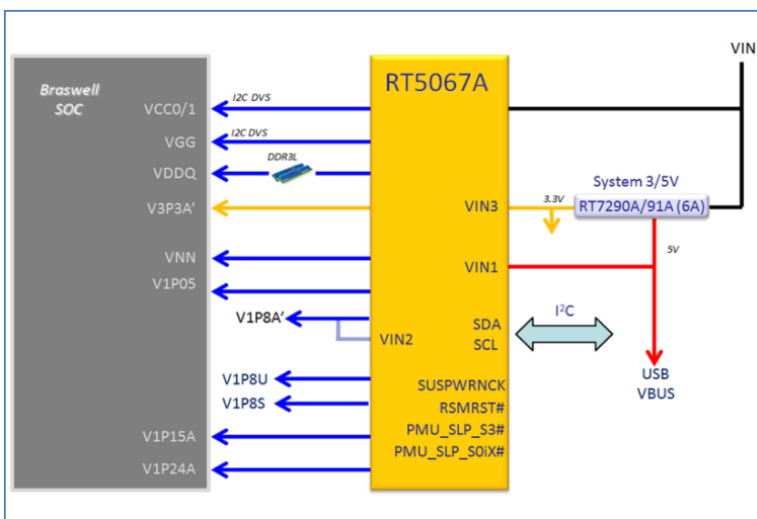 VIN
Braswell
SOC
RT5067A
VCC0/1
I2C DVS
VGG
I2C DVS
VDDQ
DDR3L
System 3/5V
V3P3A'
VIN3
3.3V
RT7290A/91A (6A)
VNN
VIN1
5V
V1P05
V1P8A'
VIN2
SDA
SCL
I²C
V1P8U
V1P8S
SUSPWRNCK
RSMRST#
PMU_SLP_S3#
PMU_SLP_S0iX#
USB
VBUS
V1P15A
V1P24A